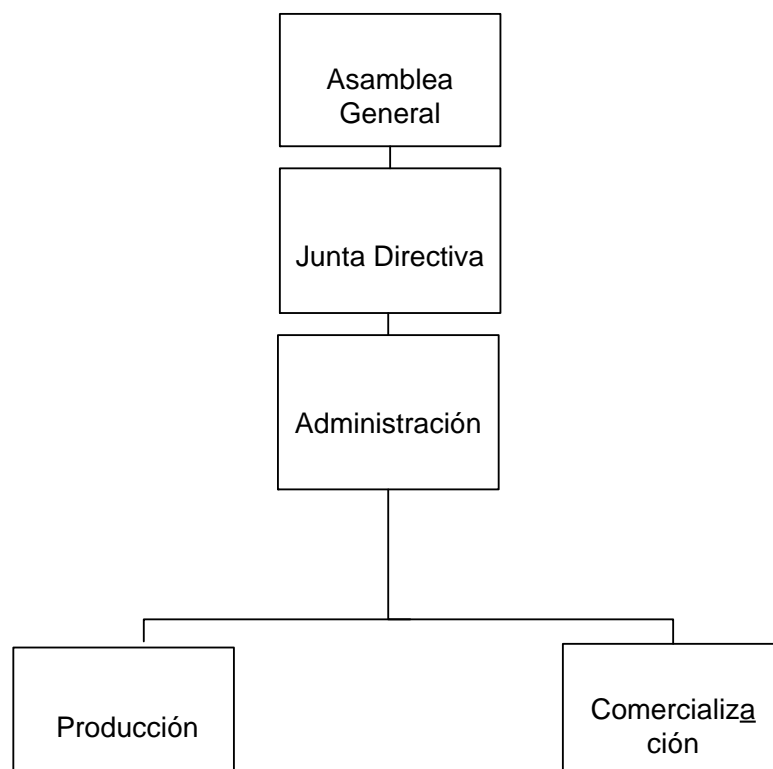 Asamblea
General
Junta Directiva
Administración
Producción
Comercializa
ción